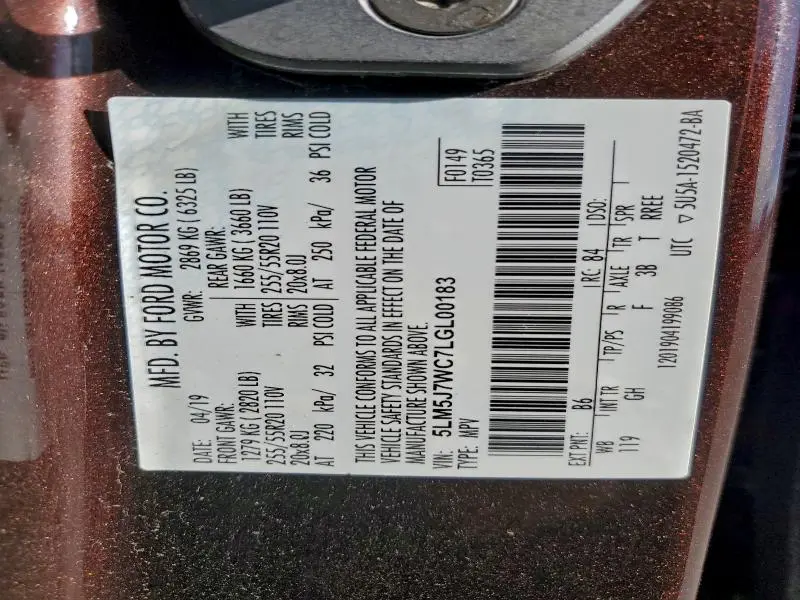 MFD. BY FORD MOTOR CO.
DATE: 04/19 GVWR: 2869 KG ( 6325 LB)
FRONT GAWR: REAR GAWR:
1279 KG ( 2820 LB) WITH 1660 KG ( 3660 LB) WITH
255/55R20 110V TIRES 255/55R20 110V TIRES
20x8.0J RIMS 20x8.0J RIMS
AT 220 kPa/ 32 PSI COLD AT 250 kPa/ 36 PSI COLD
THIS VEHICLE CONFORMS TO ALL APPLICABLE FEDERAL MOTOR
VEHICLE SAFETY STANDARDS IN EFFECT ON THE DATE OF
MANUFACTURE SHOWN ABOVE.
VIN: 5LM5J7WC7LGL00183
TYPE: MPV
F0149
T0365
EXT PNT: B6 RC: B4 DSO:
WB INT TR TP/PS R AXLE TR SPR
119 GH F 3B T RREE
1201904199086 UTC ▽ 5U5A-1520472-BA